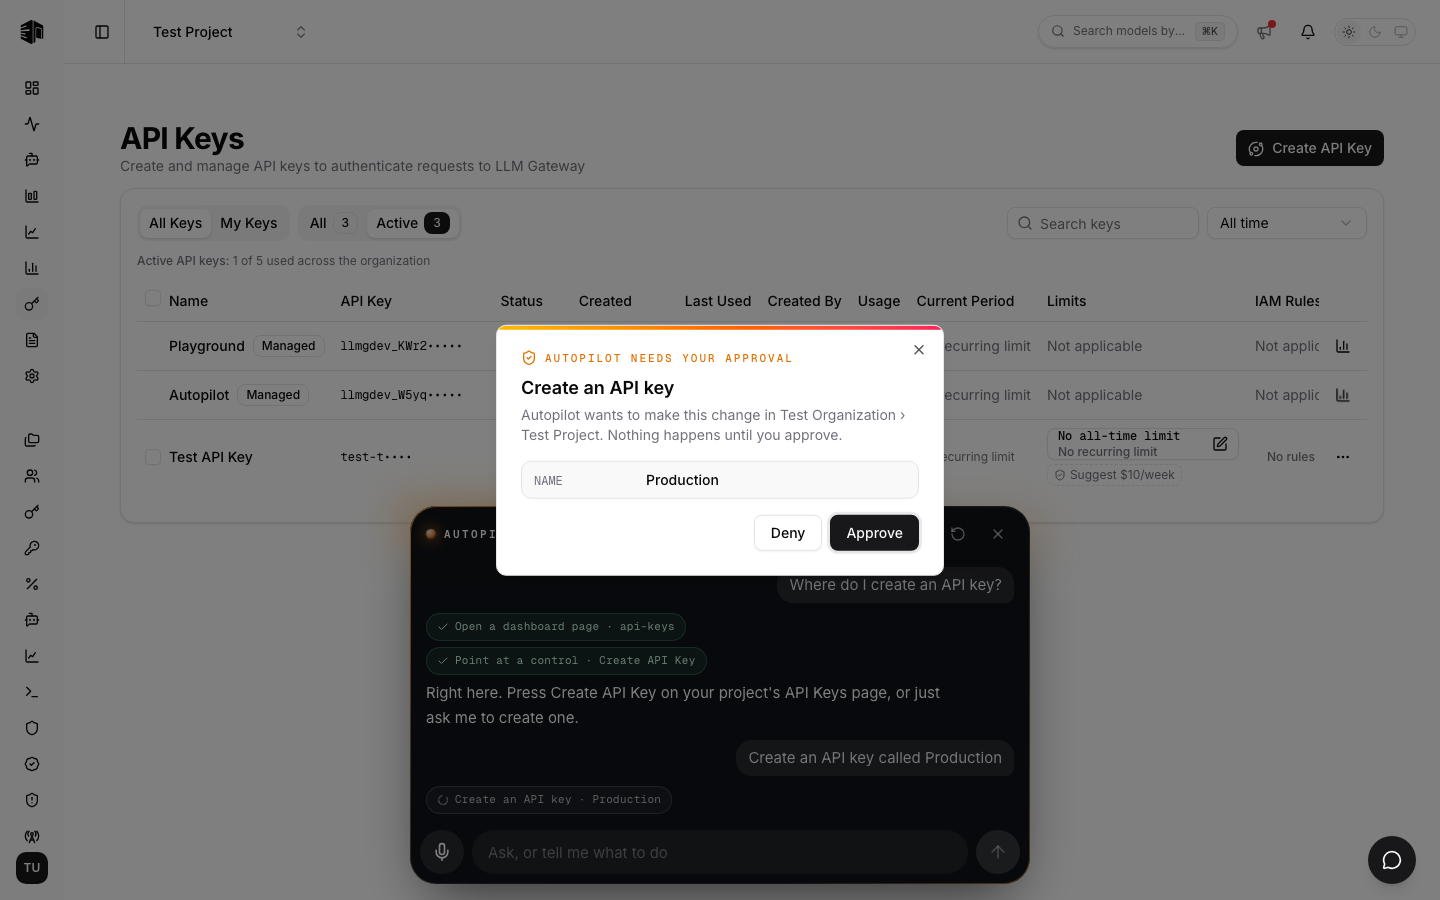 Test Project
Search models by...
⌘K
API Keys
Create and manage API keys to authenticate requests to LLM Gateway
Create API Key
All Keys
My Keys
All 3
Active 3
Search keys
All time
Active API keys: 1 of 5 used across the organization
Name
API Key
Status
Created
Last Used
Created By
Usage
Current Period
Limits
IAM Rules
Playground
Managed
llmgdev_KWr2•••••
ecurring limit
Not applicable
Not applic
Autopilot
Managed
llmgdev_W5yq•••••
ecurring limit
Not applicable
Not applic
Test API Key
test-t••••
ecurring limit
No all-time limit
No recurring limit
Suggest $10/week
No rules
AUTOPILOT NEEDS YOUR APPROVAL
Create an API key
Autopilot wants to make this change in Test Organization ›
Test Project. Nothing happens until you approve.
NAME
Production
Deny
Approve
AUTOPI
Where do I create an API key?
Open a dashboard page · api-keys
Point at a control · Create API Key
Right here. Press Create API Key on your project's API Keys page, or just
ask me to create one.
Create an API key called Production
Create an API key · Production
Ask, or tell me what to do
TU